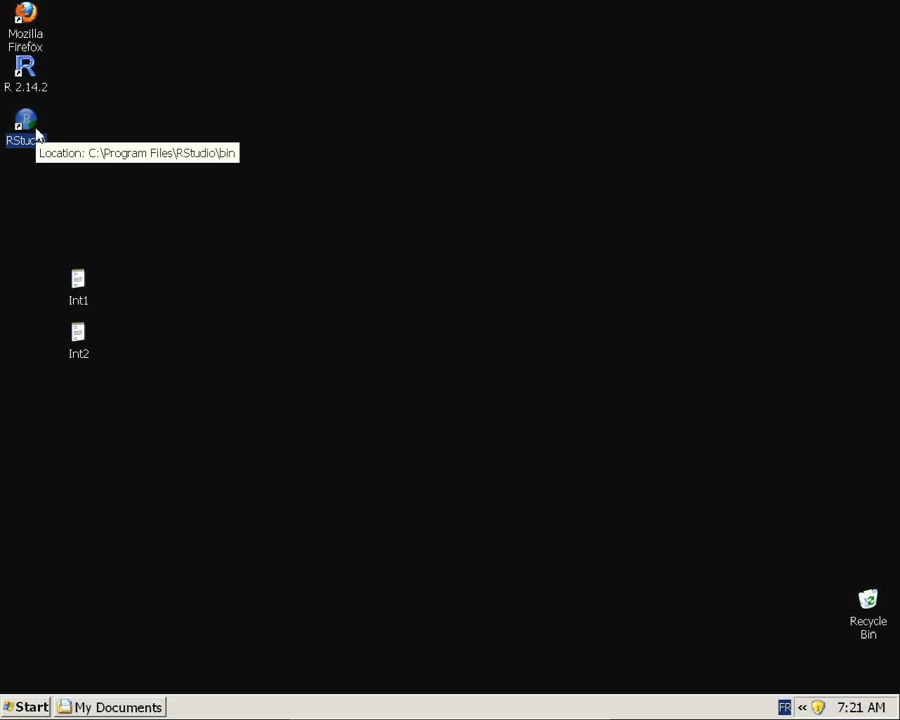 Mozilla
Firefox
R 2.14.2
Location: C:\Program Files\RStudio\bin
Int1
Int2
Recycle
Bin
Start
My Documents
FR
«
7:21 AM